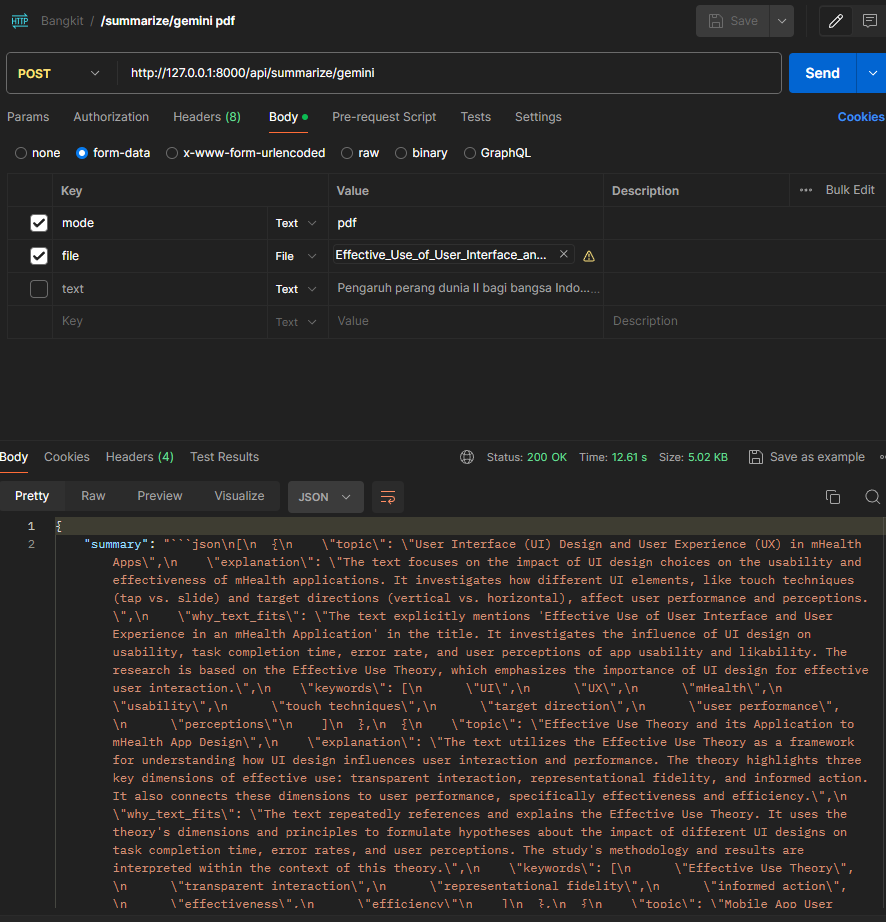 HTTP Bangkit / /summarize/gemini pdf Save
POST http://127.0.0.1:8000/api/summarize/gemini Send
Params Authorization Headers (8) Body Pre-request Script Tests Settings Cookies
none form-data x-www-form-urlencoded raw binary GraphQL
Key Value Description ••• Bulk Edit
mode Text pdf
file File Effective_Use_of_User_Interface_an...
text Text Pengaruh perang dunia II bagi bangsa Indo...
Key Text Value Description
Body Cookies Headers (4) Test Results Status: 200 OK Time: 12.61 s Size: 5.02 KB Save as example
Pretty Raw Preview Visualize JSON
1 {
2 "summary": "```json\n[\n  {\n    \"topic\": \"User Interface (UI) Design and User Experience (UX) in mHealth
Apps\",\n    \"explanation\": \"The text focuses on the impact of UI design choices on the usability and
effectiveness of mHealth applications. It investigates how different UI elements, like touch techniques
(tap vs. slide) and target directions (vertical vs. horizontal), affect user performance and perceptions.
\",\n    \"why_text_fits\": \"The text explicitly mentions 'Effective Use of User Interface and User
Experience in an mHealth Application' in the title. It investigates the influence of UI design on
usability, task completion time, error rate, and user perceptions of app usability and likability. The
research is based on the Effective Use Theory, which emphasizes the importance of UI design for effective
user interaction.\",\n    \"keywords\": [\n      \"UI\",\n      \"UX\",\n      \"mHealth\",\n
\"usability\",\n      \"touch techniques\",\n      \"target direction\",\n      \"user performance\",
\n      \"perceptions\"\n    ]\n  },\n  {\n    \"topic\": \"Effective Use Theory and its Application to
mHealth App Design\",\n    \"explanation\": \"The text utilizes the Effective Use Theory as a framework
for understanding how UI design influences user interaction and performance. The theory highlights three
key dimensions of effective use: transparent interaction, representational fidelity, and informed action.
It also connects these dimensions to user performance, specifically effectiveness and efficiency.\",\n
\"why_text_fits\": \"The text repeatedly references and explains the Effective Use Theory. It uses the
theory's dimensions and principles to formulate hypotheses about the impact of different UI designs on
task completion time, error rates, and user perceptions. The study's methodology and results are
interpreted within the context of this theory.\",\n    \"keywords\": [\n      \"Effective Use Theory\",
\n      \"transparent interaction\",\n      \"representational fidelity\",\n      \"informed action\",
\n      \"effectiveness\",\n      \"efficiency\"\n    ]\n  },\n  {\n    \"topic\": \"Mobile App User